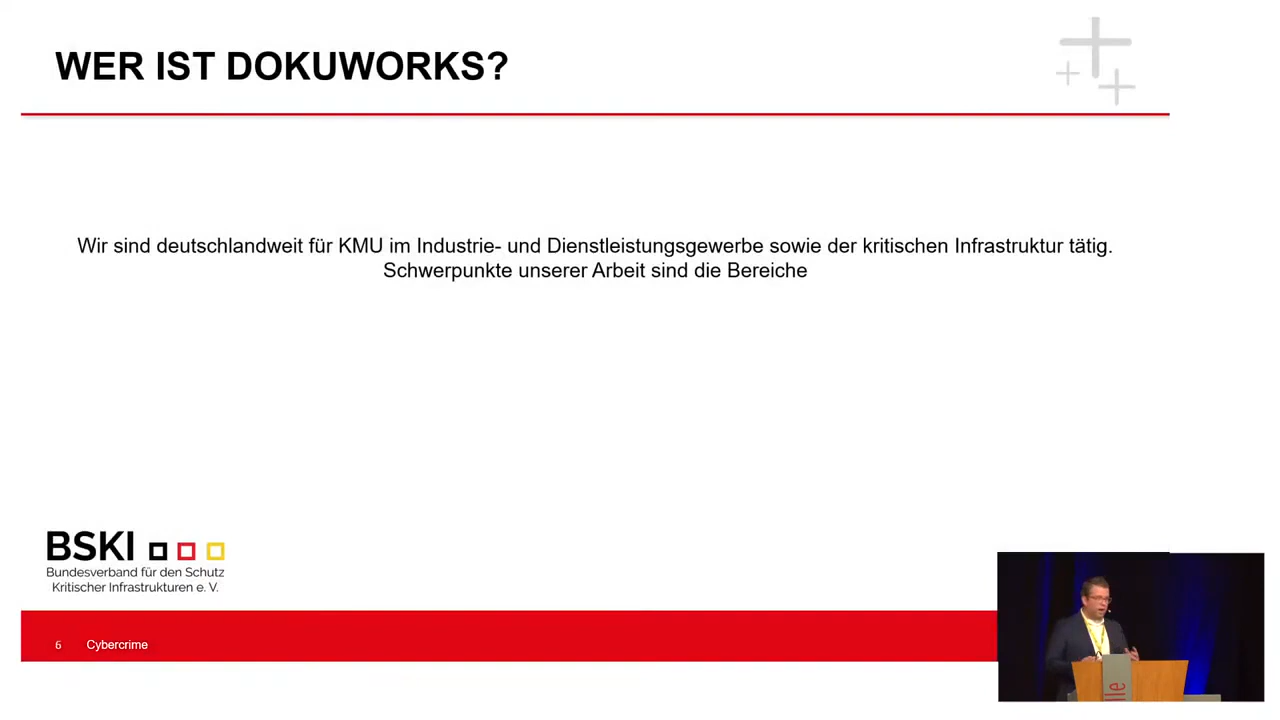 WER IST DOKUWORKS?
Wir sind deutschlandweit für KMU im Industrie- und Dienstleistungsgewerbe sowie der kritischen Infrastruktur tätig.
Schwerpunkte unserer Arbeit sind die Bereiche
BSKI
Bundesverband für den Schutz
Kritischer Infrastrukturen e. V.
6 Cybercrime